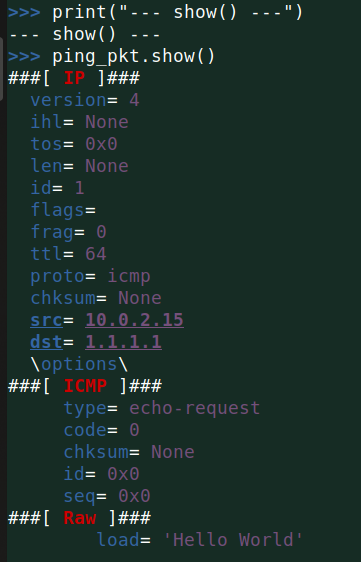 >>> print("--- show() ---")
--- show() ---
>>> ping_pkt.show()
###[ IP ]###
  version= 4
  ihl= None
  tos= 0x0
  len= None
  id= 1
  flags=
  frag= 0
  ttl= 64
  proto= icmp
  chksum= None
  src= 10.0.2.15
  dst= 1.1.1.1
  \options\
###[ ICMP ]###
     type= echo-request
     code= 0
     chksum= None
     id= 0x0
     seq= 0x0
###[ Raw ]###
        load= 'Hello World'